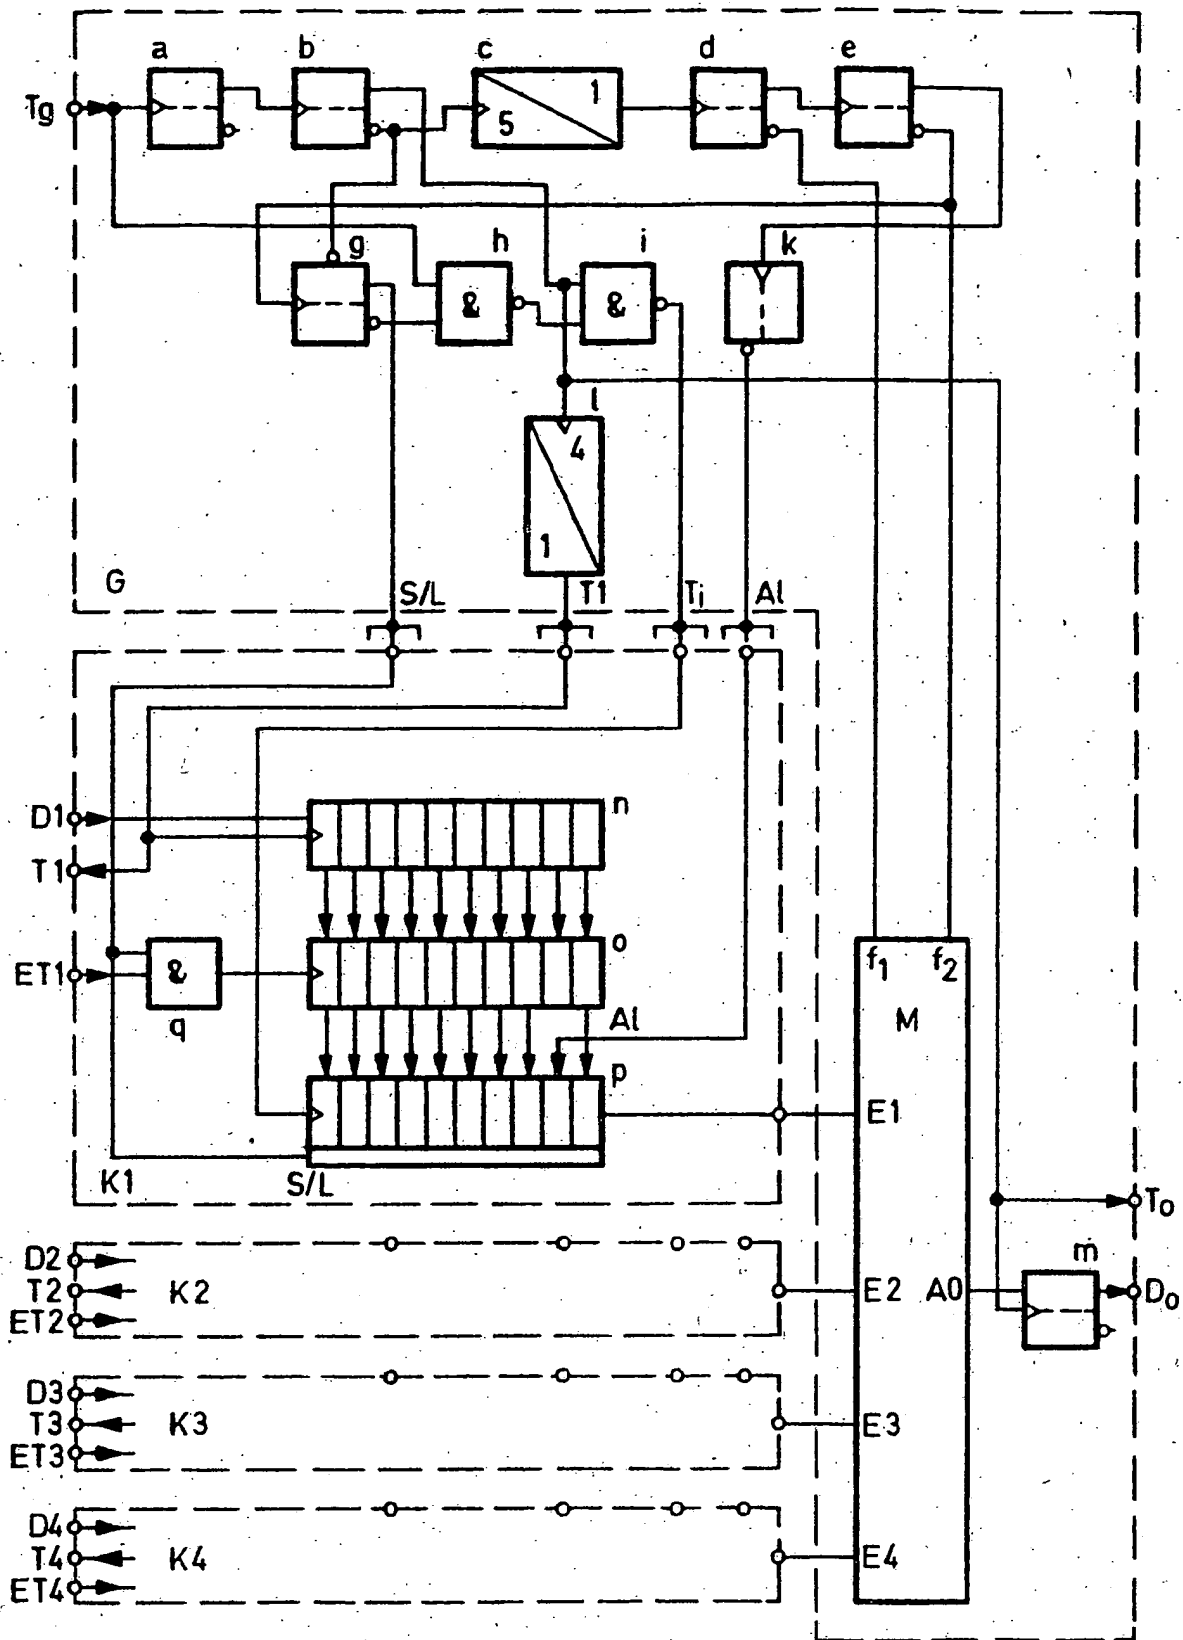 a b c d e
Tg
1
5
g h i k
& &
l
4
1
G
S/L T1 Ti Al
D1
n
T1
o
ET1
&
q
Al
p
f1 f2
M
E1
K1
S/L
To
m
D2
T2 K2
ET2
E2 A0
Do
D3
T3 K3
ET3
E3
D4
T4 K4
ET4
E4